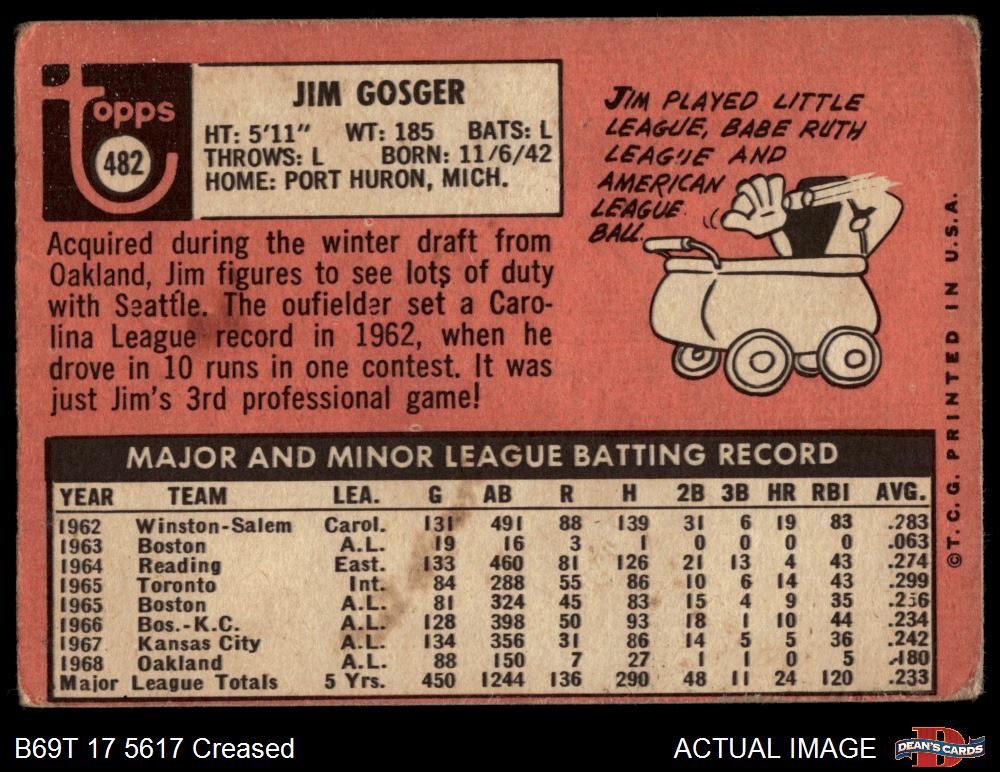 Topps
482
JIM GOSGER
HT: 5'11" WT: 185 BATS: L
THROWS: L BORN: 11/6/42
HOME: PORT HURON, MICH.
JIM PLAYED LITTLE
LEAGUE, BABE RUTH
LEAGUE AND
AMERICAN
LEAGUE
BALL.
Acquired during the winter draft from
Oakland, Jim figures to see lots of duty
with Seattle. The oufielder set a Caro-
lina League record in 1962, when he
drove in 10 runs in one contest. It was
just Jim's 3rd professional game!
©T.C.G. PRINTED IN U.S.A.
MAJOR AND MINOR LEAGUE BATTING RECORD
YEAR TEAM LEA. G AB R H 2B 3B HR RBI AVG.
1962 Winston-Salem Carol. 131 491 88 139 31 6 19 83 .283
1963 Boston A.L. 19 16 3 1 0 0 0 0 .063
1964 Reading East. 133 460 81 126 21 13 4 43 .274
1965 Toronto Int. 84 288 55 86 10 6 14 43 .299
1965 Boston A.L. 81 324 45 83 15 4 9 35 .256
1966 Bos.-K.C. A.L. 128 398 50 93 18 1 10 44 .234
1967 Kansas City A.L. 134 356 31 86 14 5 5 36 .242
1968 Oakland A.L. 88 150 7 27 1 1 0 5 .180
Major League Totals 5 Yrs. 450 1244 136 290 48 11 24 120 .233
B69T 17 5617 Creased
ACTUAL IMAGE
DEAN'S CARDS